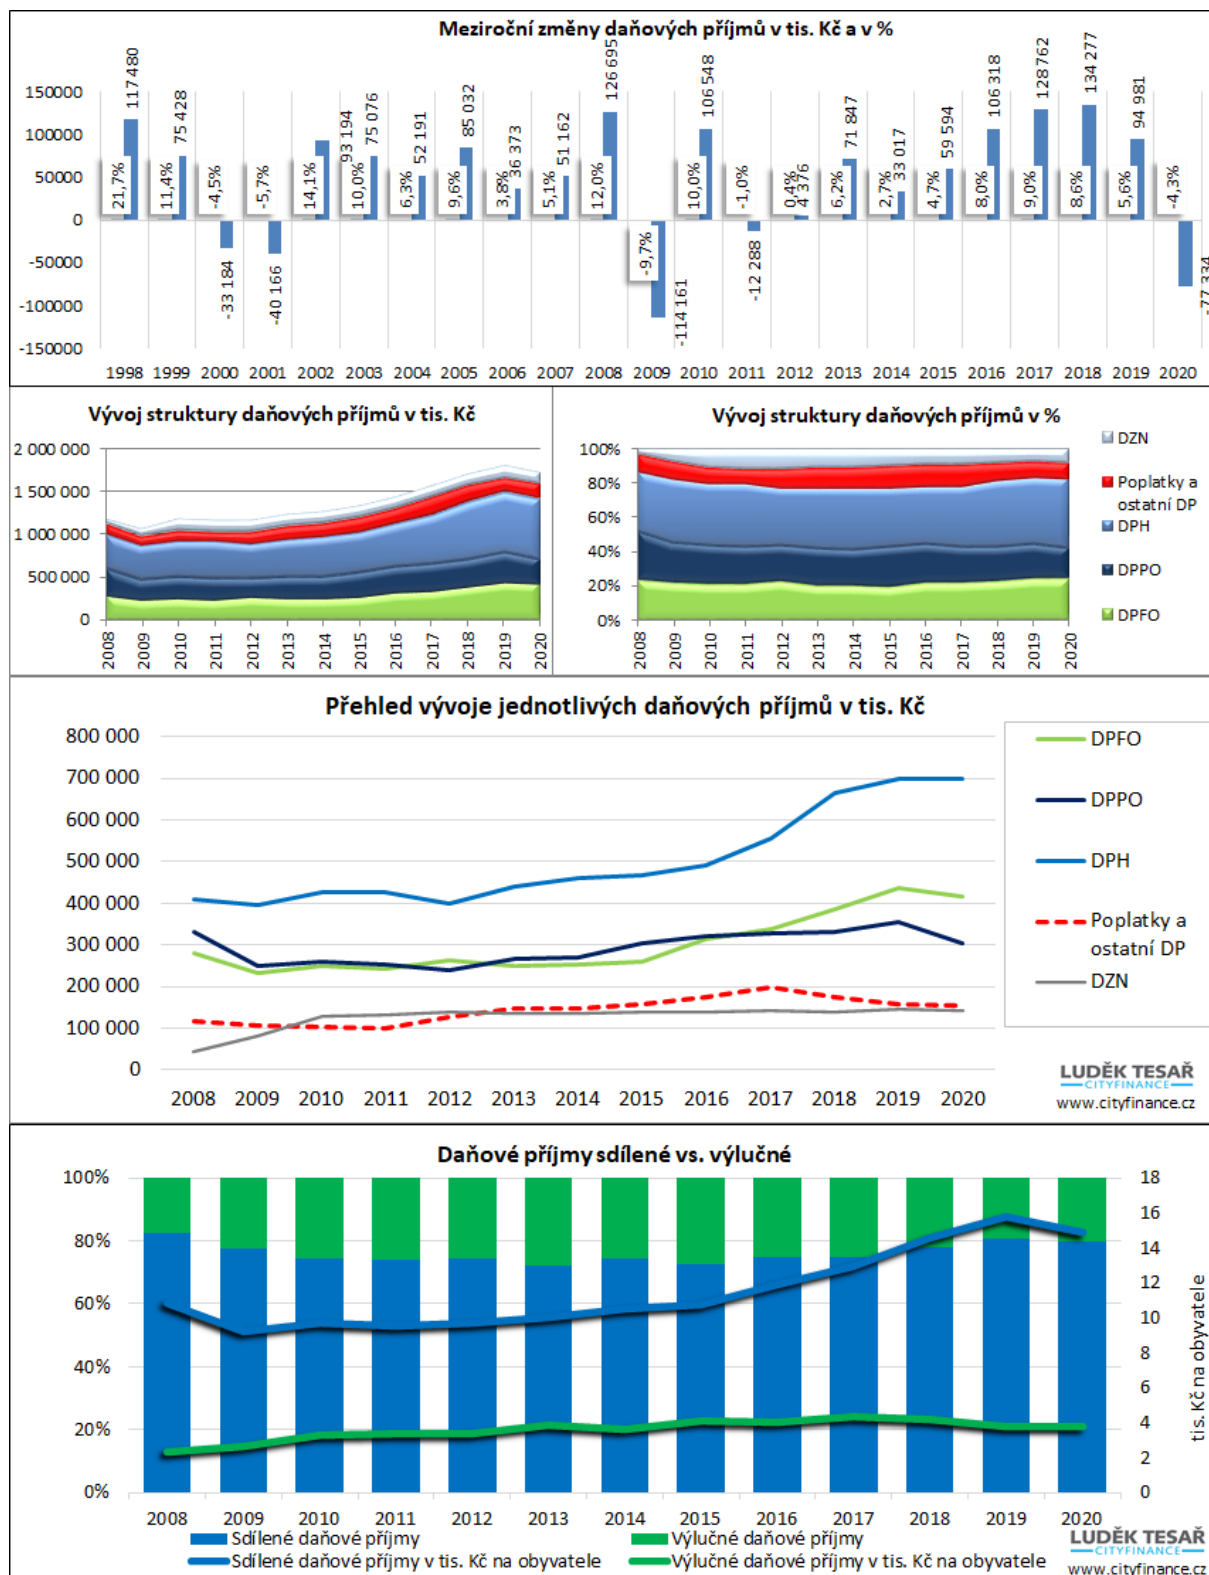 Meziroční změny daňových příjmů v tis. Kč a v %
150000
100000
50000
0
-50000
-100000
-150000
21,7%
117 480
11,4%
75 428
-4,5%
-33 184
-5,7%
-40 166
14,1%
93 194
10,0%
75 076
6,3%
52 191
9,6%
85 032
3,8%
36 373
5,1%
51 162
12,0%
126 695
-9,7%
-114 161
10,0%
106 548
-1,0%
-12 288
0,4%
4 376
6,2%
71 847
2,7%
33 017
4,7%
59 594
8,0%
106 318
9,0%
128 762
8,6%
134 277
5,6%
94 981
-4,3%
-77 334
1998 1999 2000 2001 2002 2003 2004 2005 2006 2007 2008 2009 2010 2011 2012 2013 2014 2015 2016 2017 2018 2019 2020
Vývoj struktury daňových příjmů v tis. Kč
2 000 000
1 500 000
1 000 000
500 000
0
2008 2009 2010 2011 2012 2013 2014 2015 2016 2017 2018 2019 2020
Vývoj struktury daňových příjmů v %
100%
80%
60%
40%
20%
0%
2008 2009 2010 2011 2012 2013 2014 2015 2016 2017 2018 2019 2020
DZN
Poplatky a
ostatní DP
DPH
DPPO
DPFO
Přehled vývoje jednotlivých daňových příjmů v tis. Kč
800 000
700 000
600 000
500 000
400 000
300 000
200 000
100 000
0
2008 2009 2010 2011 2012 2013 2014 2015 2016 2017 2018 2019 2020
DPFO
DPPO
DPH
Poplatky a
ostatní DP
DZN
LUDĚK TESAŘ
CITYFINANCE
www.cityfinance.cz
Daňové příjmy sdílené vs. výlučné
100%
80%
60%
40%
20%
0%
18
16
14
12
10
8
6
4
2
0
tis. Kč na obyvatele
2008 2009 2010 2011 2012 2013 2014 2015 2016 2017 2018 2019 2020
Sdílené daňové příjmy
Výlučné daňové příjmy
Sdílené daňové příjmy v tis. Kč na obyvatele
Výlučné daňové příjmy v tis. Kč na obyvatele
LUDĚK TESAŘ
CITYFINANCE
www.cityfinance.cz